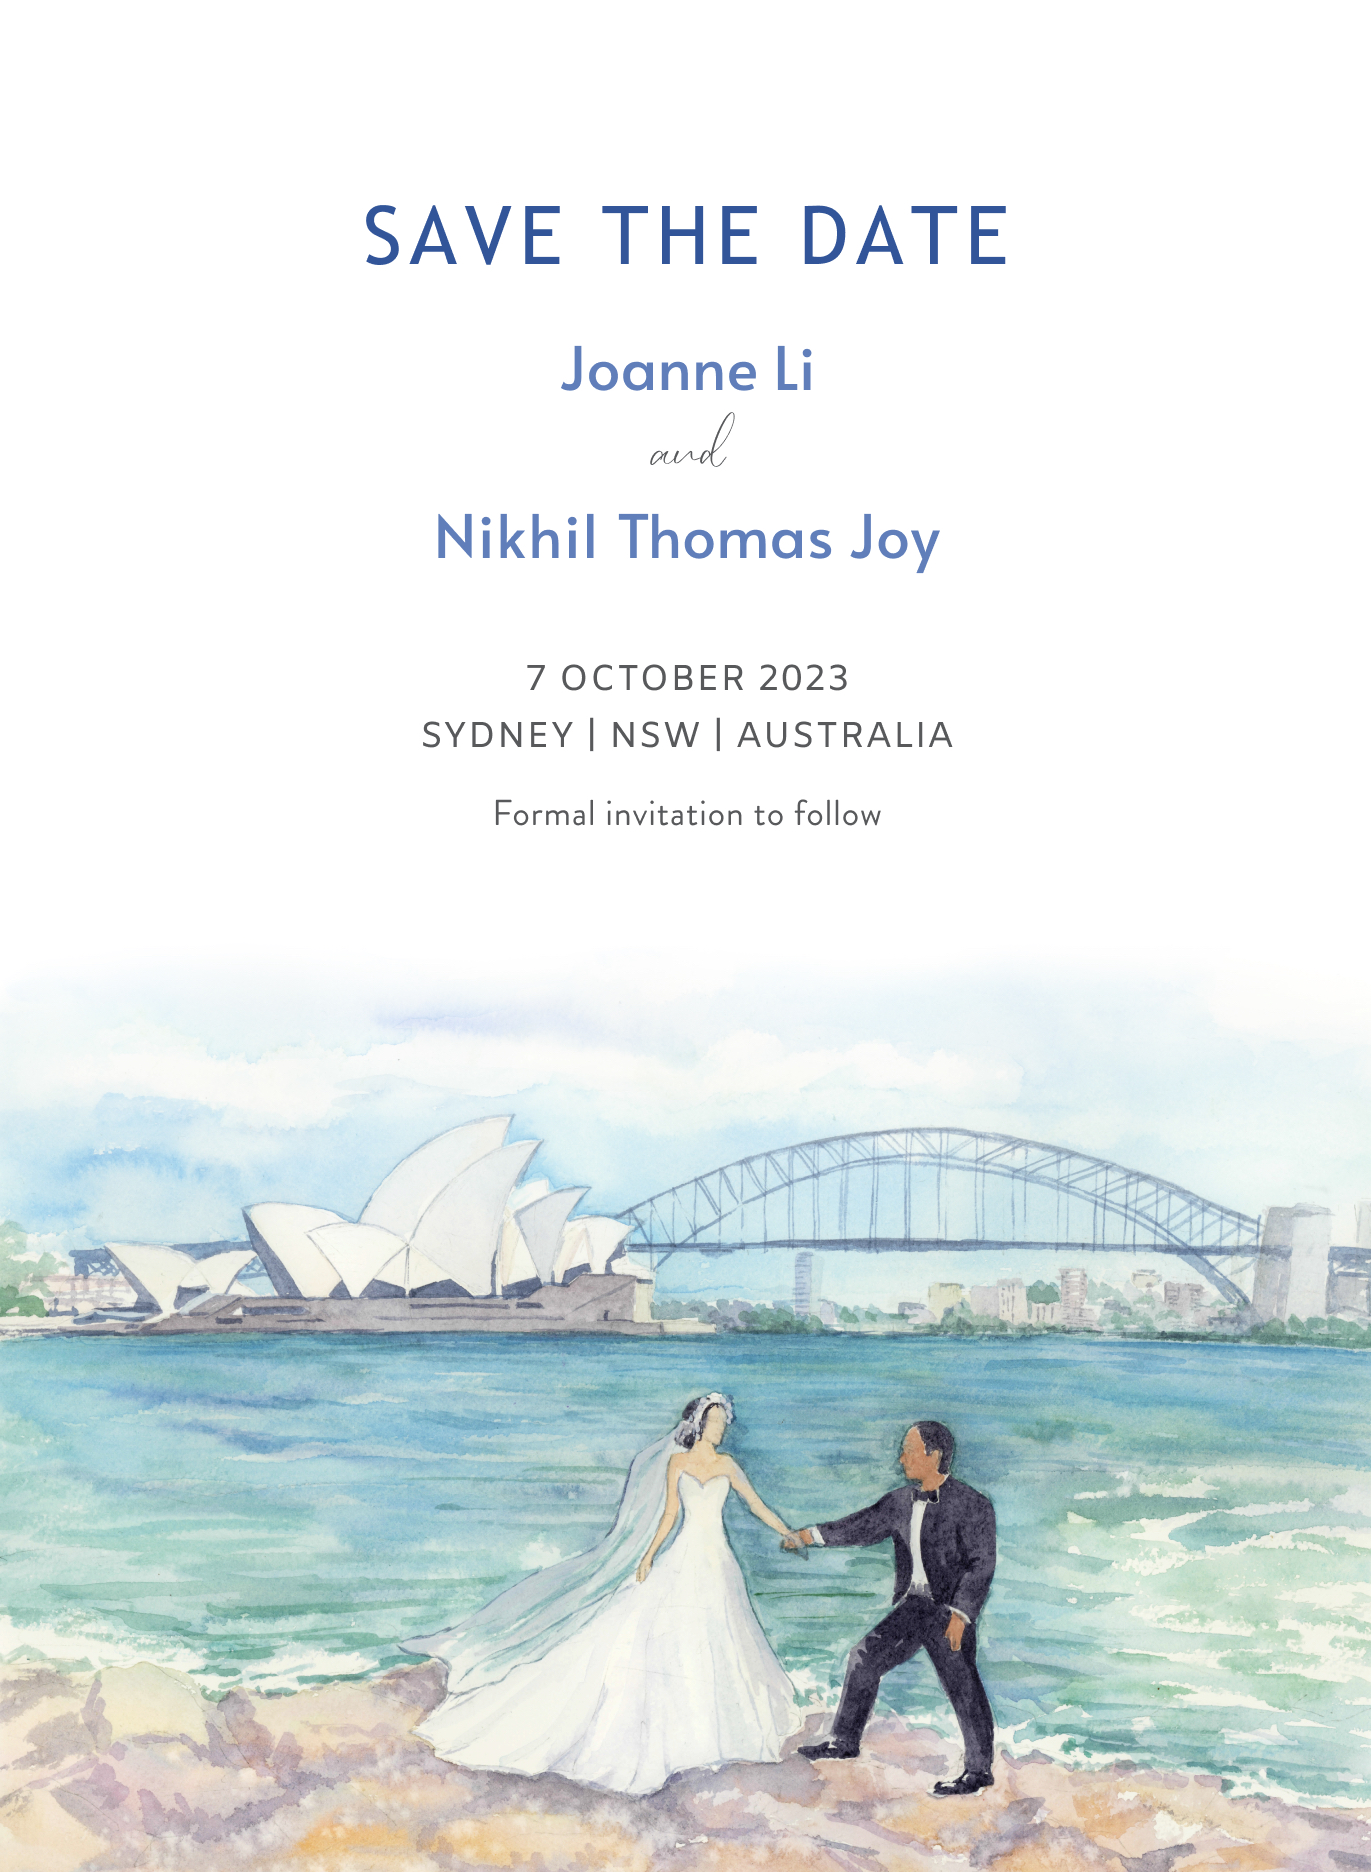 SAVE THE DATE
Joanne Li
and
Nikhil Thomas Joy
7 OCTOBER 2023
SYDNEY | NSW | AUSTRALIA
Formal invitation to follow